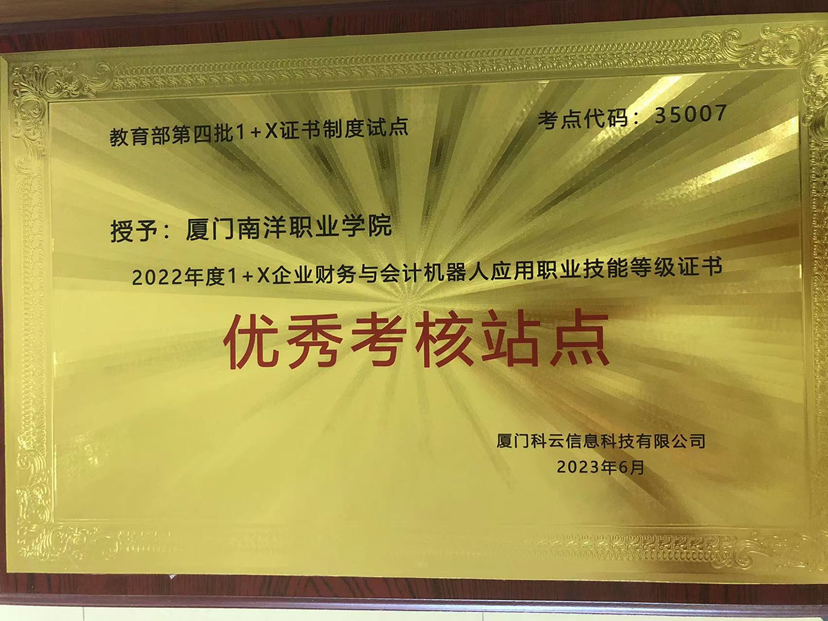 教育部第四批1+X证书制度试点
考点代码：35007
授予：厦门南洋职业学院
2022年度1+X企业财务与会计机器人应用职业技能等级证书
优秀考核站点
厦门科云信息科技有限公司
2023年6月